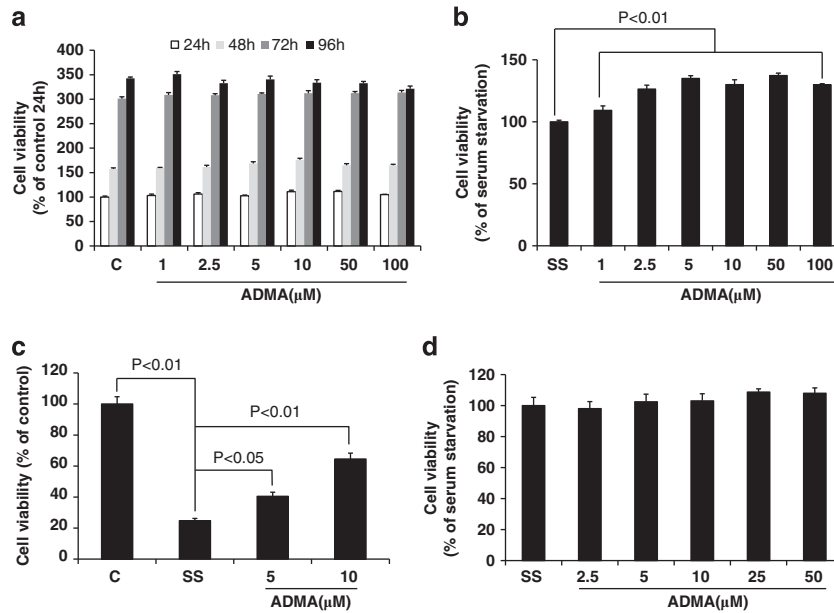 a
24h 48h 72h 96h
Cell viability
(% of control 24h)
400
350
300
250
200
150
100
50
0
C 1 2.5 5 10 50 100
ADMA(μM)
b
P<0.01
Cell viability
(% of serum starvation)
150
100
50
0
SS 1 2.5 5 10 50 100
ADMA(μM)
c
P<0.01
P<0.01
P<0.05
Cell viability (% of control)
120
100
80
60
40
20
0
C SS 5 10
ADMA(μM)
d
Cell viability
(% of serum starvation)
120
100
80
60
40
20
0
SS 2.5 5 10 25 50
ADMA(μM)